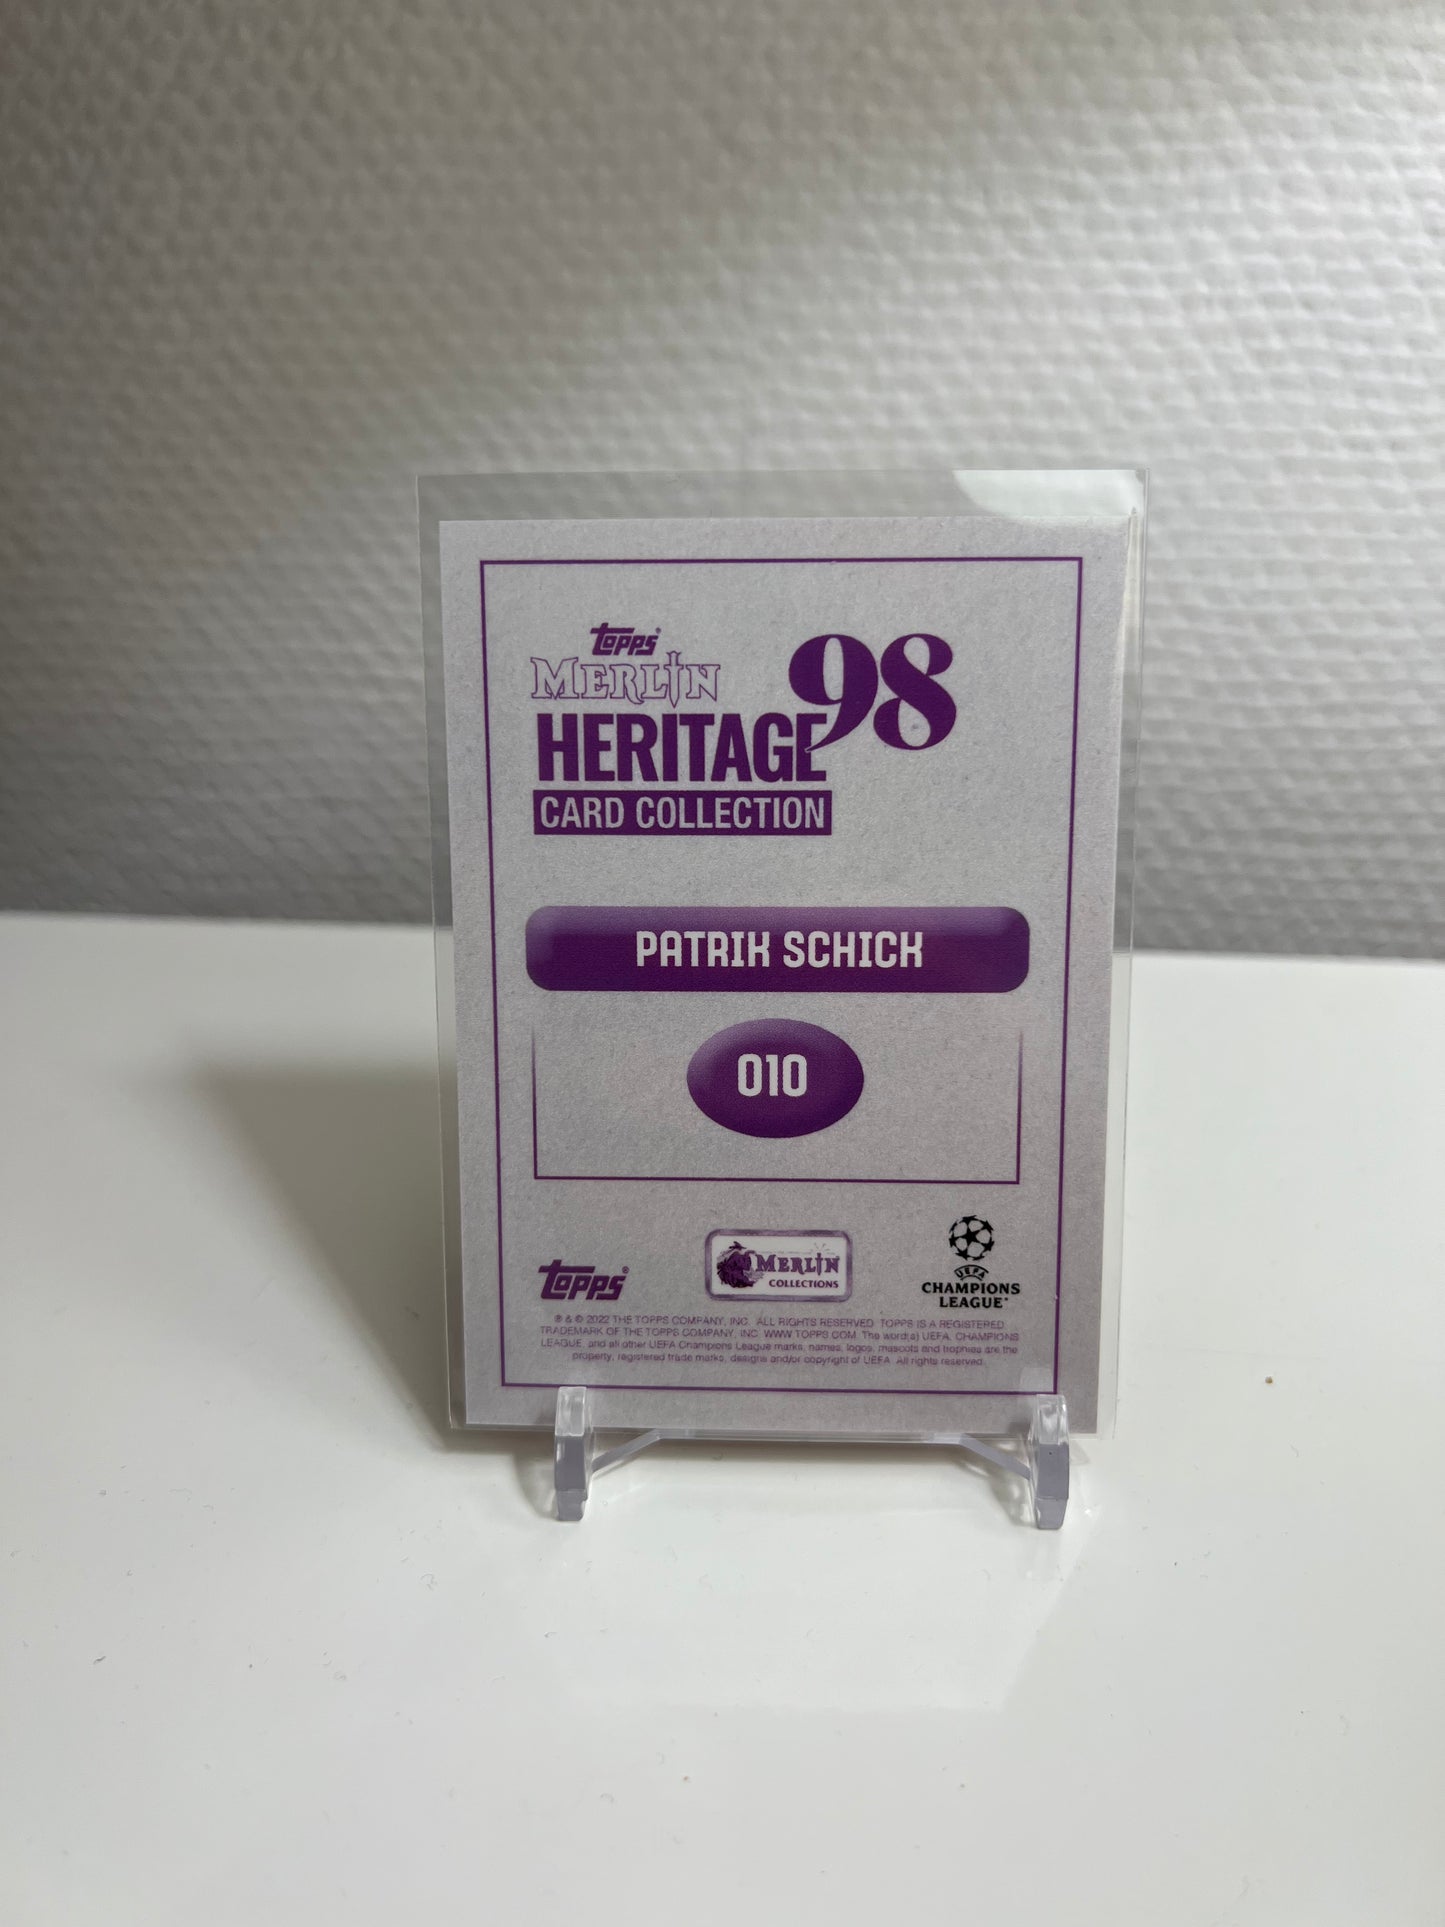 topps
MERLIN
98
HERITAGE
CARD COLLECTION
PATRIK SCHICK
010
topps®
MERLIN
COLLECTIONS
UEFA
CHAMPIONS
LEAGUE
® & © 2022 THE TOPPS COMPANY, INC. ALL RIGHTS RESERVED. TOPPS IS A REGISTERED
TRADEMARK OF THE TOPPS COMPANY, INC. WWW.TOPPS.COM. The word(s) UEFA, CHAMPIONS
LEAGUE, and all other UEFA Champions League marks, names, logos, mascots and trophies are the
property, registered trade marks, designs and/or copyright of UEFA. All rights reserved.